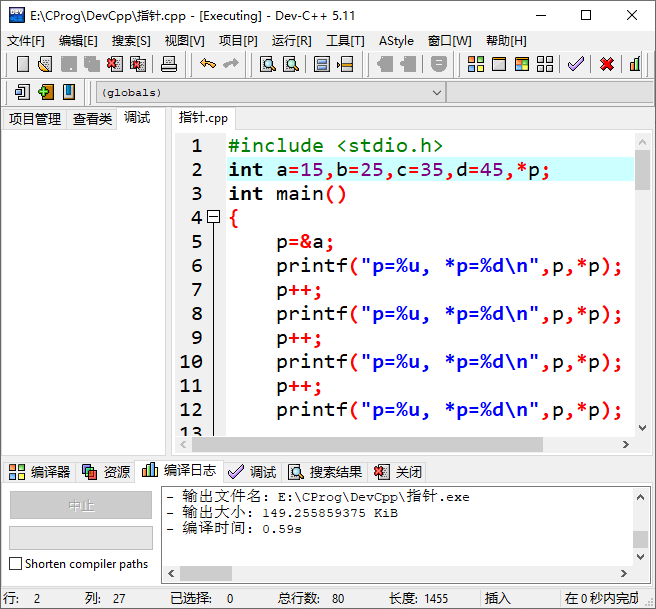 E:\CProg\DevCpp\指针.cpp - [Executing] - Dev-C++ 5.11
文件[F] 编辑[E] 搜索[S] 视图[V] 项目[P] 运行[R] 工具[T] AStyle 窗口[W] 帮助[H]
(globals)
项目管理 查看类 调试 指针.cpp
1 #include <stdio.h>
2 int a=15,b=25,c=35,d=45,*p;
3 int main()
4 {
5 p=&a;
6 printf("p=%u, *p=%d\n",p,*p);
7 p++;
8 printf("p=%u, *p=%d\n",p,*p);
9 p++;
10 printf("p=%u, *p=%d\n",p,*p);
11 p++;
12 printf("p=%u, *p=%d\n",p,*p);
13
编译器 资源 编译日志 调试 搜索结果 关闭
中止
Shorten compiler paths
- 输出文件名: E:\CProg\DevCpp\指针.exe
- 输出大小: 149.255859375 KiB
- 编译时间: 0.59s
行: 2 列: 27 已选择: 0 总行数: 80 长度: 1455 插入 在 0 秒内完成